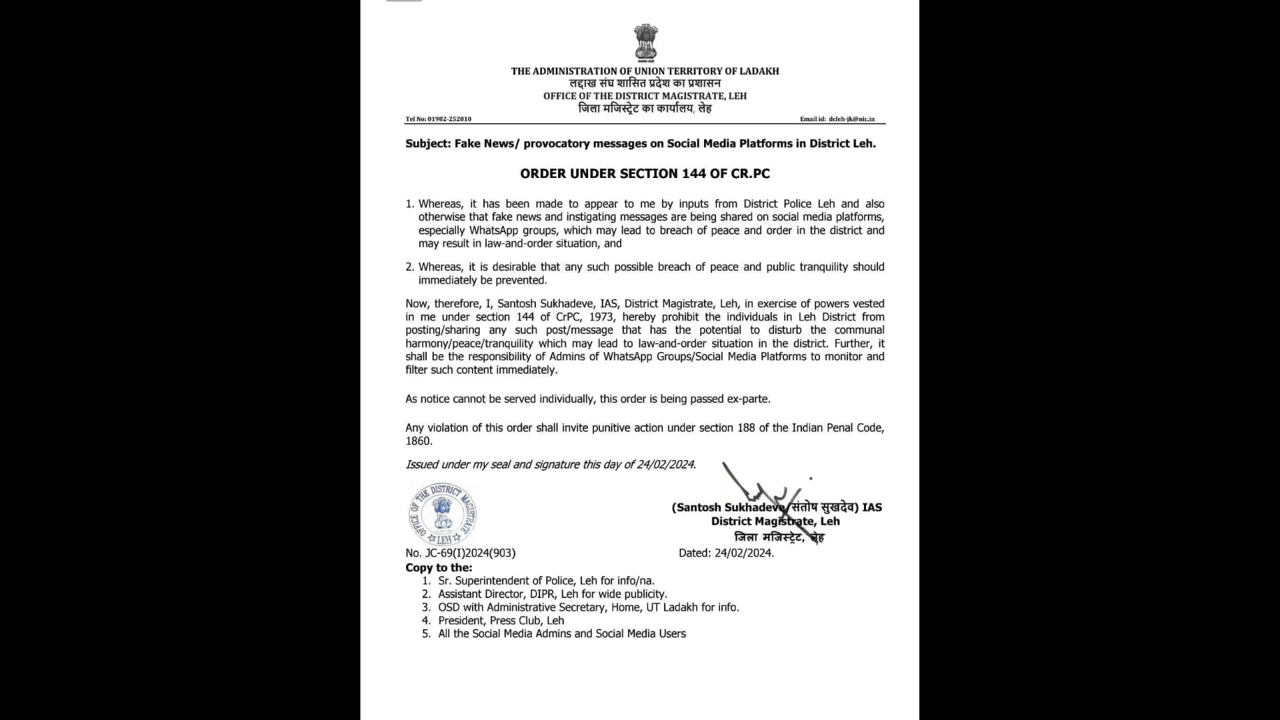 THE ADMINISTRATION OF UNION TERRITORY OF LADAKH
लद्दाख संघ शासित प्रदेश का प्रशासन
OFFICE OF THE DISTRICT MAGISTRATE, LEH
जिला मजिस्ट्रेट का कार्यालय, लेह
Tel No: 01982-252010 Email id: dcleh-jk@nic.in
Subject: Fake News/ provocatory messages on Social Media Platforms in District Leh.
ORDER UNDER SECTION 144 OF CR.PC
1. Whereas, it has been made to appear to me by inputs from District Police Leh and also
otherwise that fake news and instigating messages are being shared on social media platforms,
especially WhatsApp groups, which may lead to breach of peace and order in the district and
may result in law-and-order situation, and
2. Whereas, it is desirable that any such possible breach of peace and public tranquility should
immediately be prevented.
Now, therefore, I, Santosh Sukhadeve, IAS, District Magistrate, Leh, in exercise of powers vested
in me under section 144 of CrPC, 1973, hereby prohibit the individuals in Leh District from
posting/sharing any such post/message that has the potential to disturb the communal
harmony/peace/tranquility which may lead to law-and-order situation in the district. Further, it
shall be the responsibility of Admins of WhatsApp Groups/Social Media Platforms to monitor and
filter such content immediately.
As notice cannot be served individually, this order is being passed ex-parte.
Any violation of this order shall invite punitive action under section 188 of the Indian Penal Code,
1860.
Issued under my seal and signature this day of 24/02/2024.
OFFICE OF THE DISTRICT MAGISTRATE
LEH
(Santosh Sukhadeve/संतोष सुखदेव) IAS
District Magistrate, Leh
जिला मजिस्ट्रेट, लेह
No. JC-69(I)2024(903) Dated: 24/02/2024.
Copy to the:
1. Sr. Superintendent of Police, Leh for info/na.
2. Assistant Director, DIPR, Leh for wide publicity.
3. OSD with Administrative Secretary, Home, UT Ladakh for info.
4. President, Press Club, Leh
5. All the Social Media Admins and Social Media Users